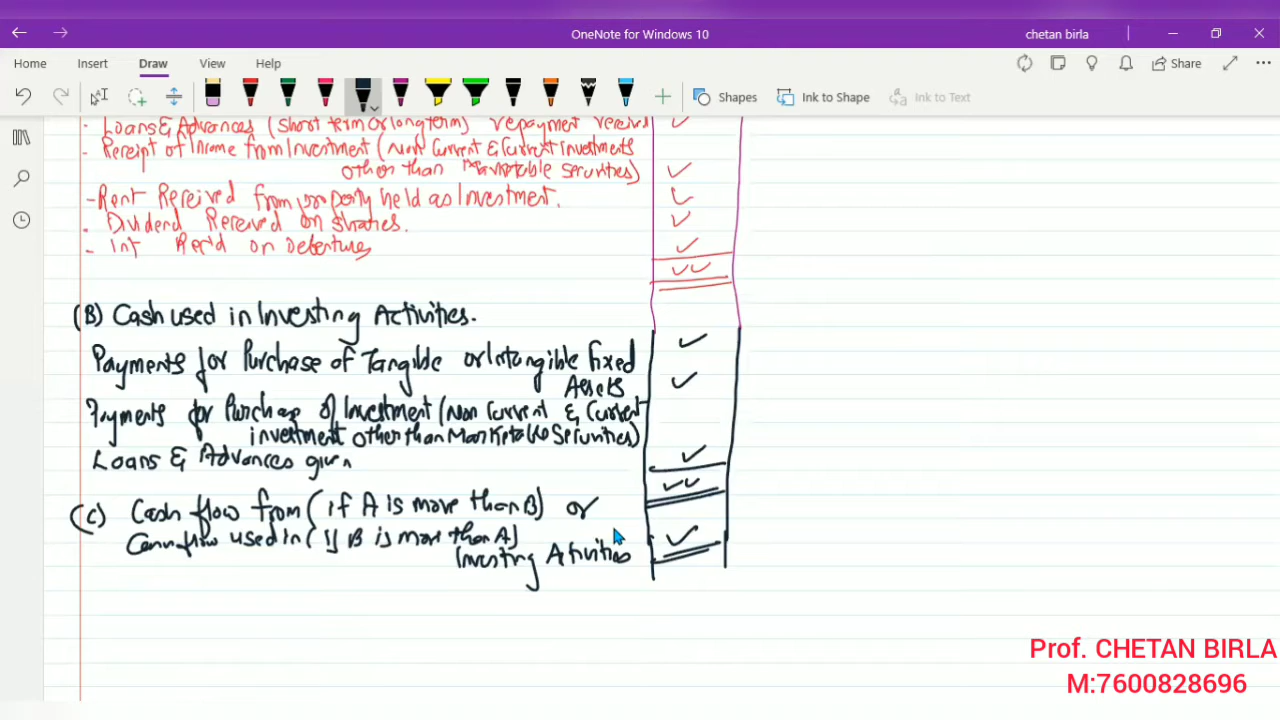 OneNote for Windows 10
chetan birla
Home Insert Draw View Help
Share
Shapes
Ink to Shape
Ink to Text
- Loans & Advances (Short term or long term) repayment received
- Receipt of Income from Investment (Non Current & Current Investments
other than Marketable Securities)
- Rent Received from property held as Investment.
- Dividend Received on Shares.
- Int Rec'd on Debentures
(B) Cash used in Investing Activities.
Payments for Purchase of Tangible or Intangible Fixed
Assets
Payments for Purchase of Investment (Non Current & Current
investment other than Marketable Securities)
Loans & Advances given
(C) Cash flow from (if A is more than B) or
Cash flow used in (if B is more than A)
Investing Activities
Prof. CHETAN BIRLA
M:7600828696